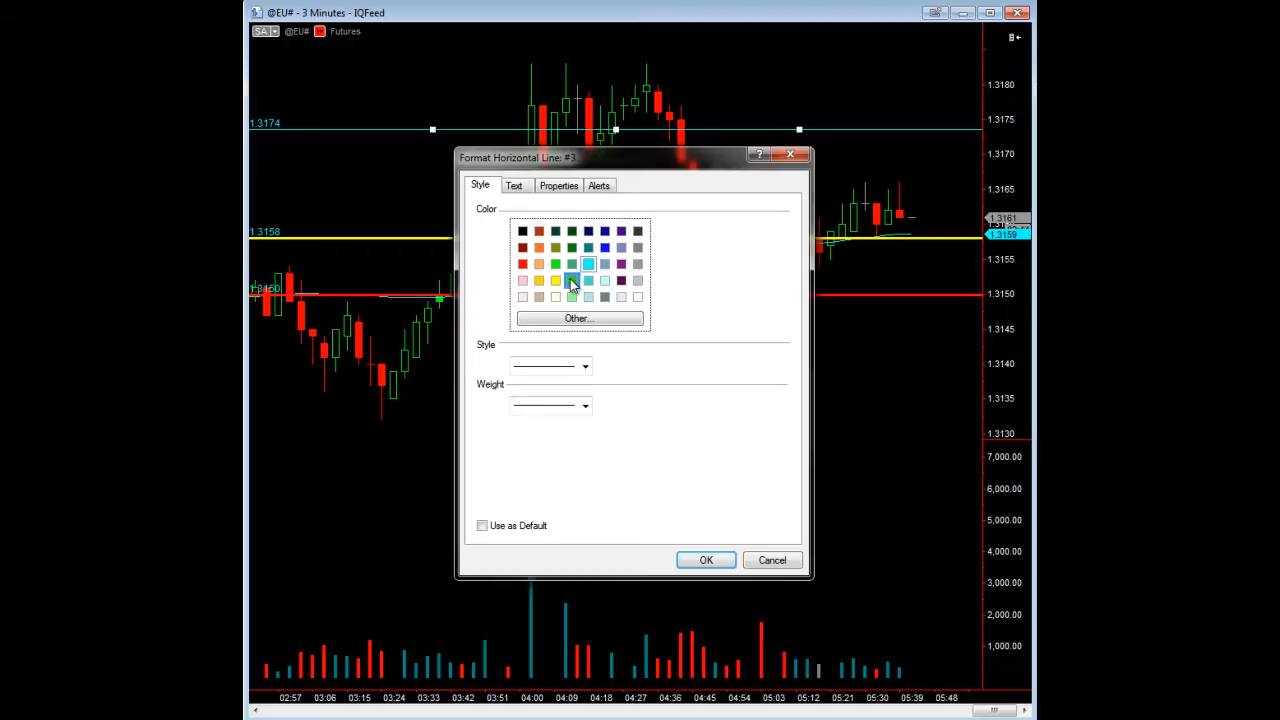 @EU# - 3 Minutes - IQFeed
SA @EU# Futures
1.3180
1.3174
1.3175
Format Horizontal Line: #3
1.3170
Style Text Properties Alerts
1.3165
Color
1.3161
1.3158
1.3159
1.3155
1.3150
1.3150
Other...
1.3145
Style
1.3140
Weight
1.3135
1.3130
7,000.00
6,000.00
5,000.00
Use as Default
4,000.00
OK Cancel
3,000.00
2,000.00
1,000.00
02:57 03:06 03:15 03:24 03:33 03:42 03:51 04:00 04:09 04:18 04:27 04:36 04:45 04:54 05:03 05:12 05:21 05:30 05:39 05:48